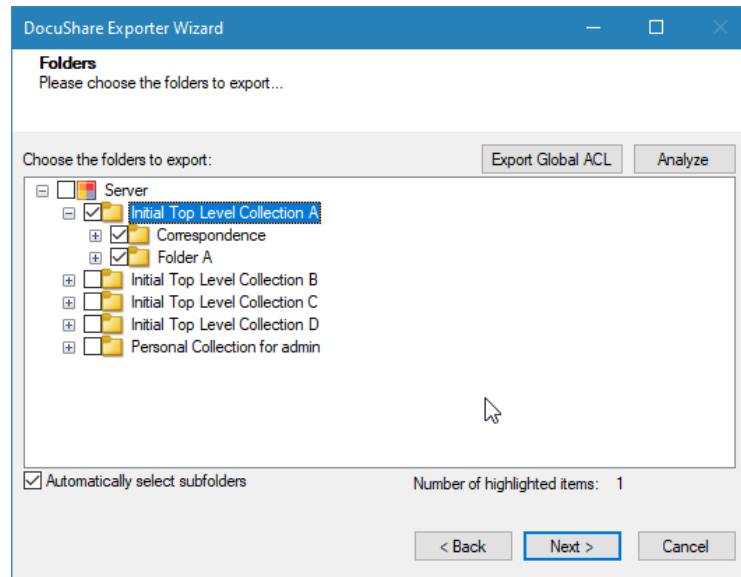 DocuShare Exporter Wizard
Folders
Please choose the folders to export...
Choose the folders to export:
Export Global ACL
Analyze
Server
Initial Top Level Collection A
Correspondence
Folder A
Initial Top Level Collection B
Initial Top Level Collection C
Initial Top Level Collection D
Personal Collection for admin
Automatically select subfolders
Number of highlighted items: 1
< Back
Next >
Cancel